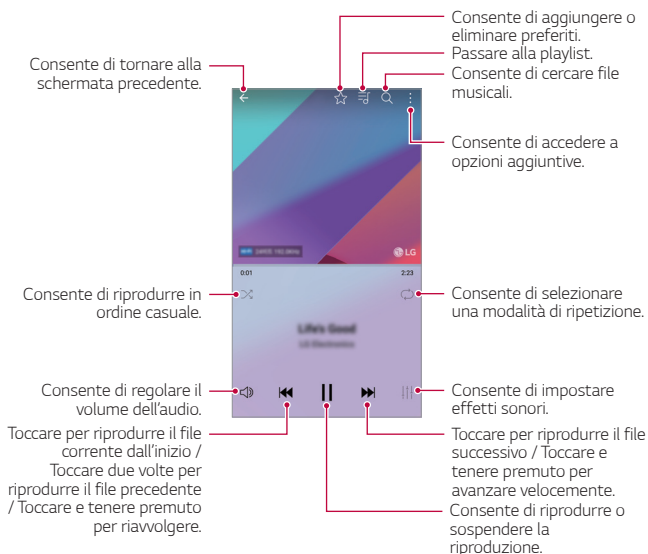 Consente di aggiungere o
eliminare preferiti.
Passare alla playlist.
Consente di cercare file
musicali.
Consente di tornare alla
schermata precedente.
Consente di accedere a
opzioni aggiuntive.
LG
0:01
2:23
Consente di riprodurre in
ordine casuale.
Consente di selezionare
una modalità di ripetizione.
Life's Good
LG Electronics
Consente di regolare il
volume dell'audio.
Consente di impostare
effetti sonori.
Toccare per riprodurre il file
corrente dall'inizio /
Toccare due volte per
riprodurre il file precedente
/ Toccare e tenere premuto
per riavvolgere.
Toccare per riprodurre il file
successivo / Toccare e
tenere premuto per
avanzare velocemente.
Consente di riprodurre o
sospendere la
riproduzione.